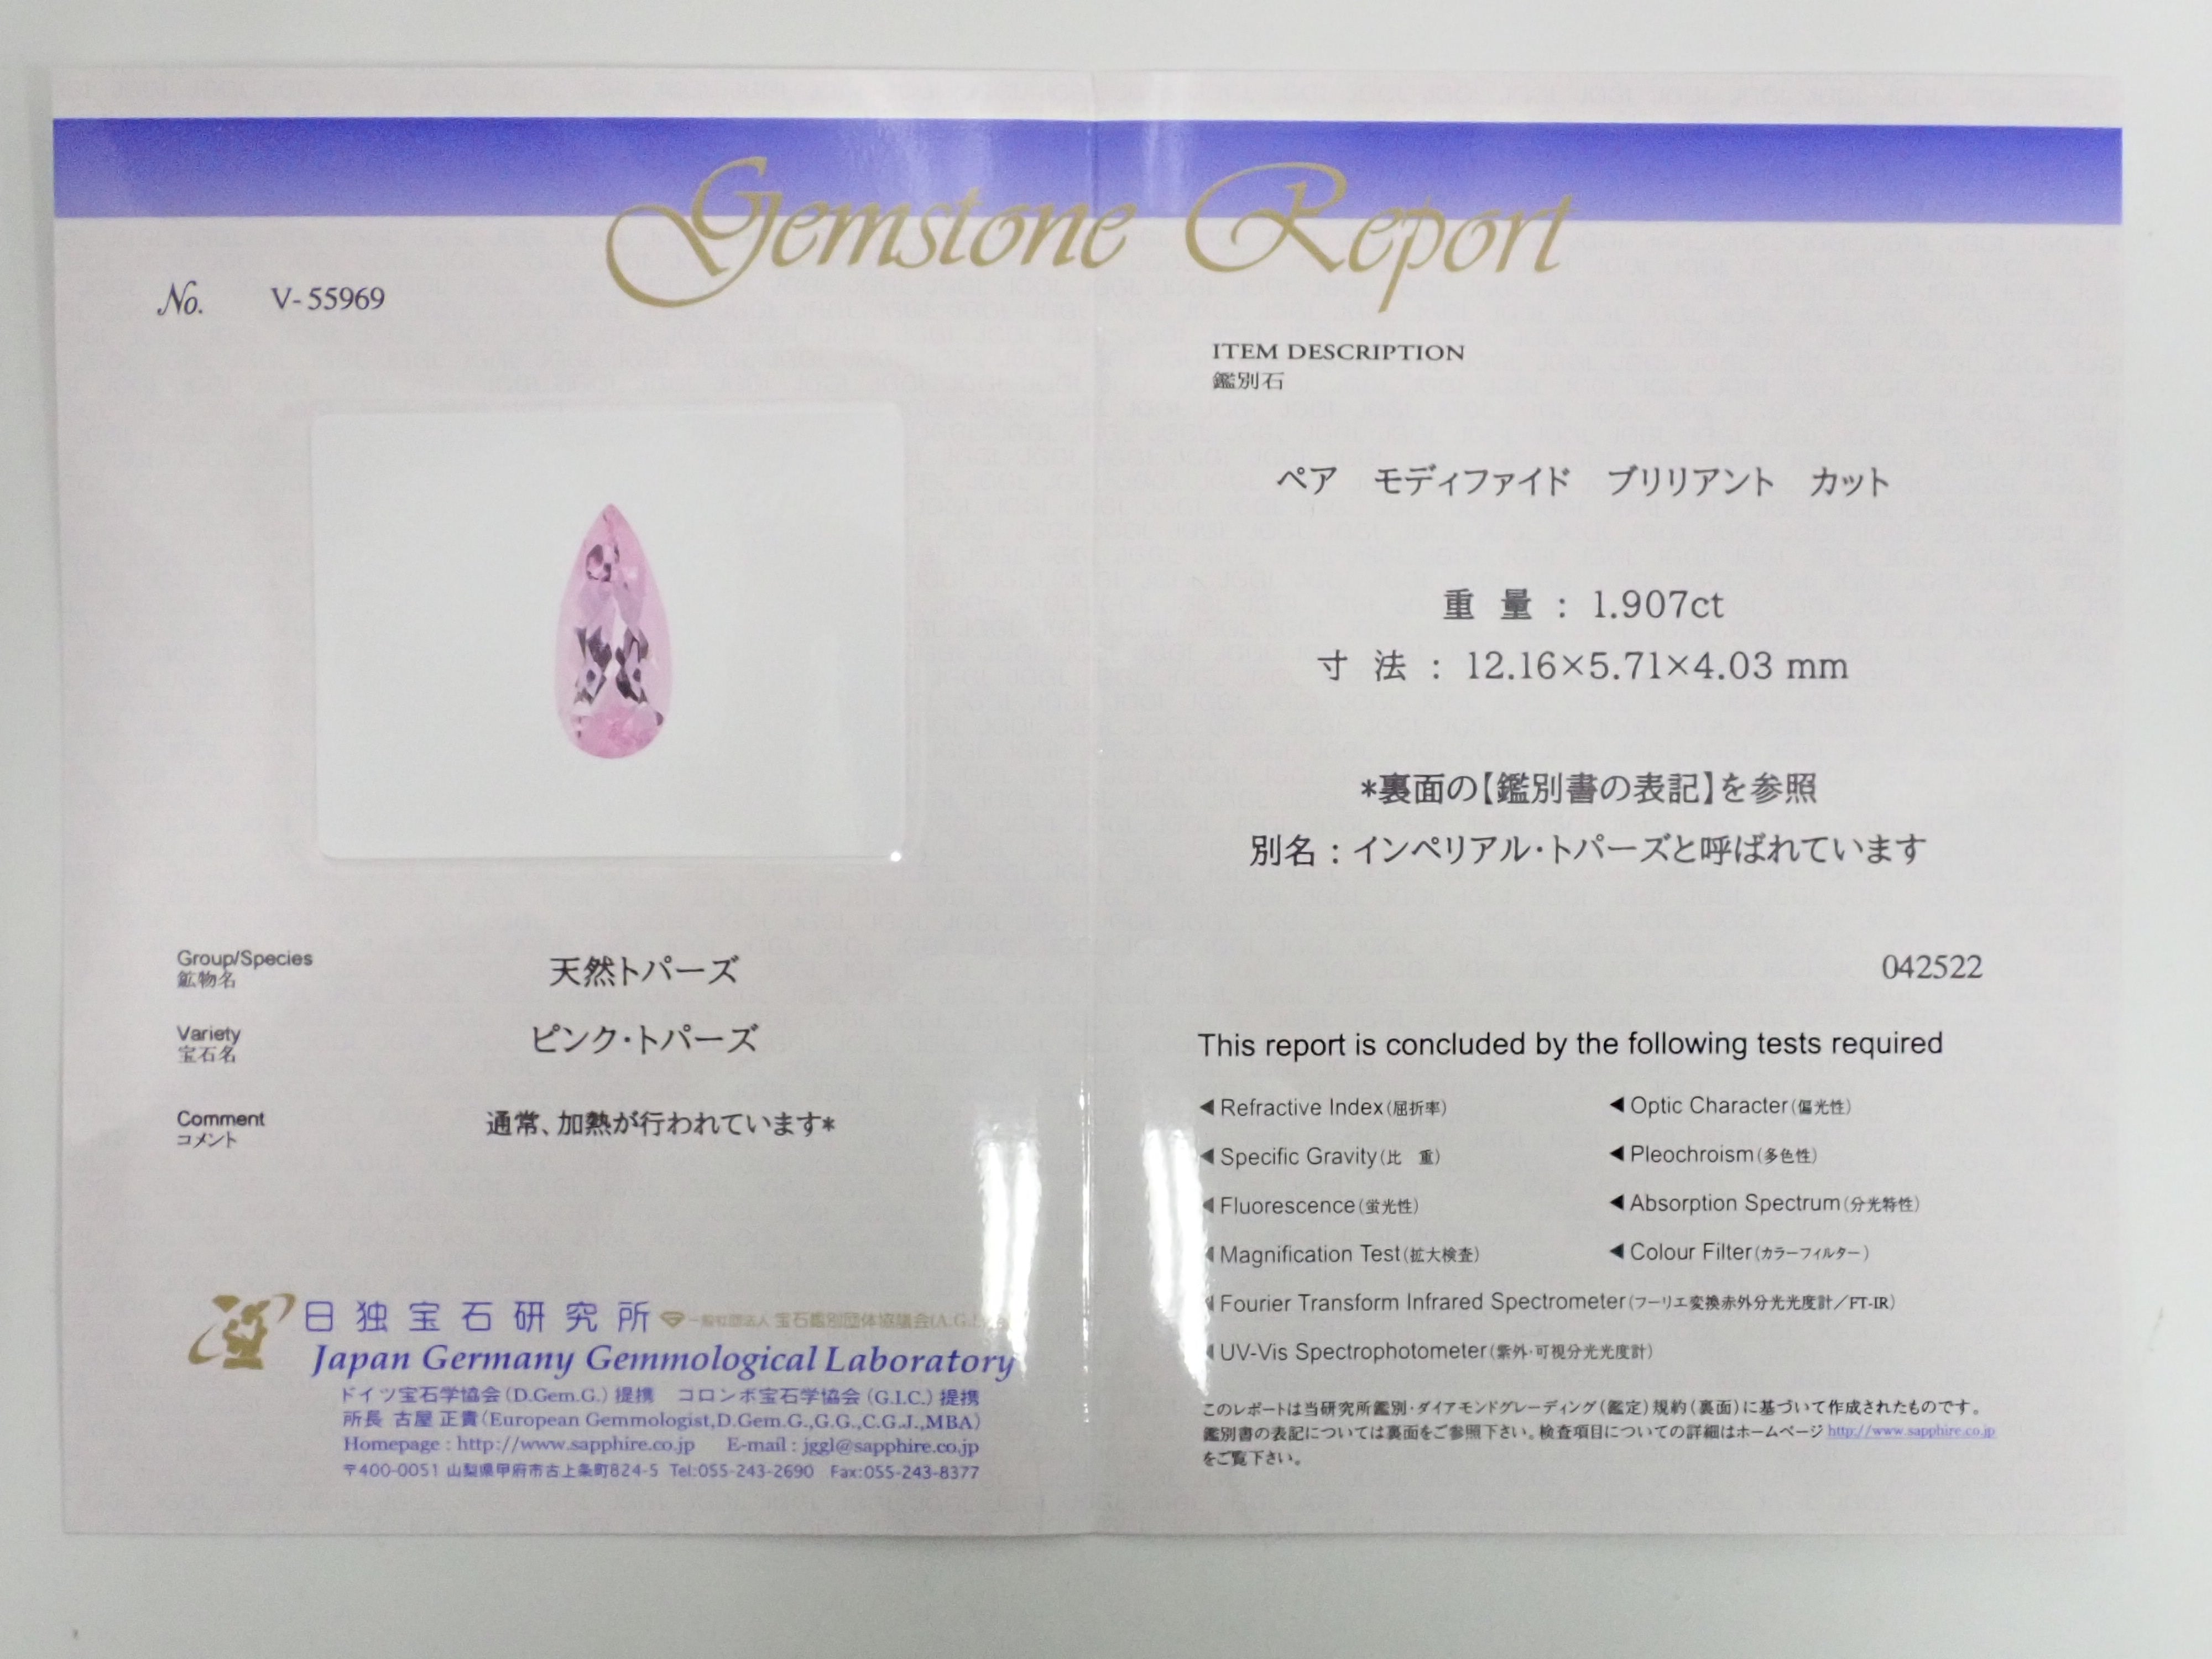 Gemstone Report
No. V-55969
ITEM DESCRIPTION
鑑別石
ペア モディファイド ブリリアント カット
重 量 : 1.907ct
寸 法 : 12.16×5.71×4.03 mm
*裏面の【鑑別書の表記】を参照
別名：インペリアル・トパーズと呼ばれています
042522
Group/Species
鉱物名
天然トパーズ
Variety
宝石名
ピンク・トパーズ
Comment
コメント
通常、加熱が行われています*
日独宝石研究所
一般社団法人 宝石鑑別団体協議会
Japan Germany Gemmological Laboratory
ドイツ宝石学協会（D.Gem.G.）提携 コロンボ宝石学協会（G.I.C.）提携
所長 古屋 正貴（European Gemmologist,D.Gem.G.,G.G.,C.G.J.,MBA）
Homepage : http://www.sapphire.co.jp E-mail : jggl@sapphire.co.jp
〒400-0051 山梨県甲府市古上条町824-5 Tel:055-243-2690 Fax:055-243-8377
This report is concluded by the following tests required
◀ Refractive Index(屈折率) ◀ Optic Character(偏光性)
◀ Specific Gravity(比 重) ◀ Pleochroism(多色性)
◀ Fluorescence(蛍光性) ◀ Absorption Spectrum(分光特性)
◀ Magnification Test(拡大検査) ◀ Colour Filter(カラーフィルター)
◀ Fourier Transform Infrared Spectrometer(フーリエ変換赤外分光光度計／FT-IR)
◀ UV-Vis Spectrophotometer(紫外・可視分光光度計)
このレポートは当研究所鑑別・ダイアモンドグレーディング（鑑定）規約（裏面）に基づいて作成されたものです。
鑑別書の表記については裏面をご参照下さい。検査項目についての詳細はホームページ http://www.sapphire.co.jp
をご覧下さい。